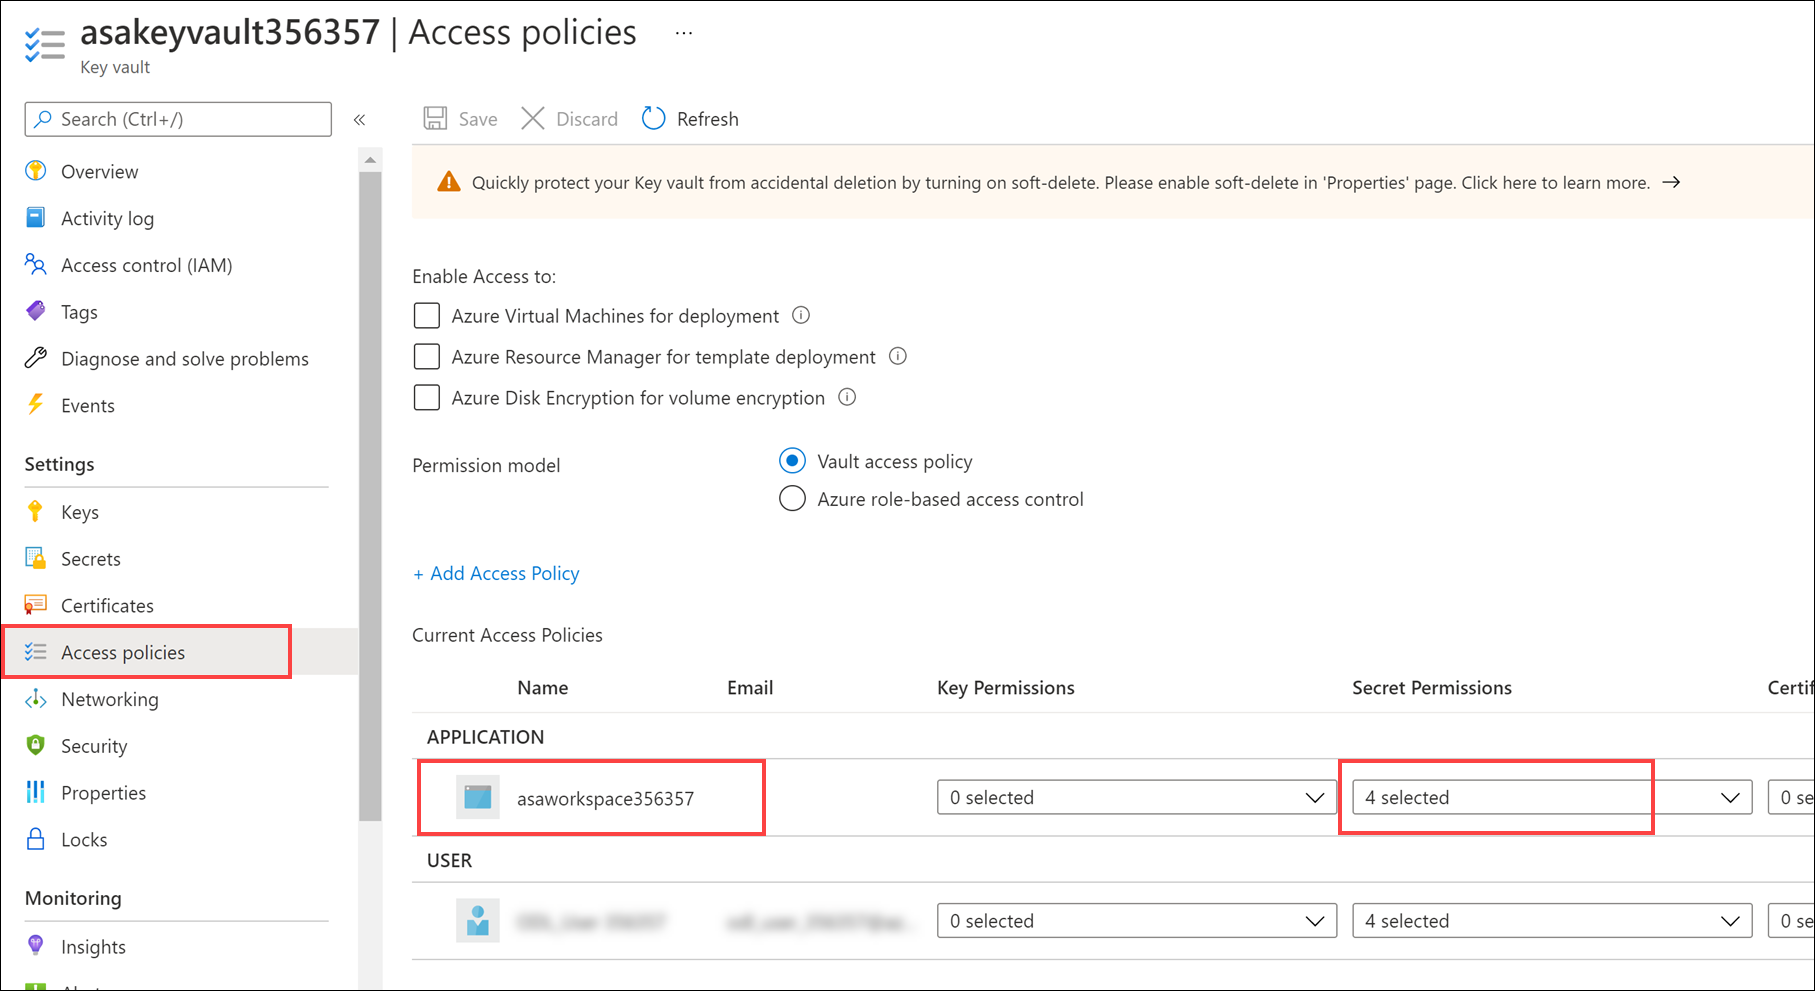 asakeyvault356357 | Access policies ...
Key vault
Search (Ctrl+/)
«
Overview
Activity log
Access control (IAM)
Tags
Diagnose and solve problems
Events
Settings
Keys
Secrets
Certificates
Access policies
Networking
Security
Properties
Locks
Monitoring
Insights
Save Discard Refresh
Quickly protect your Key vault from accidental deletion by turning on soft-delete. Please enable soft-delete in 'Properties' page. Click here to learn more. →
Enable Access to:
Azure Virtual Machines for deployment
Azure Resource Manager for template deployment
Azure Disk Encryption for volume encryption
Permission model
Vault access policy
Azure role-based access control
+ Add Access Policy
Current Access Policies
Name Email Key Permissions Secret Permissions Certif
APPLICATION
asaworkspace356357 0 selected 4 selected 0 se
USER
0 selected 4 selected 0 se